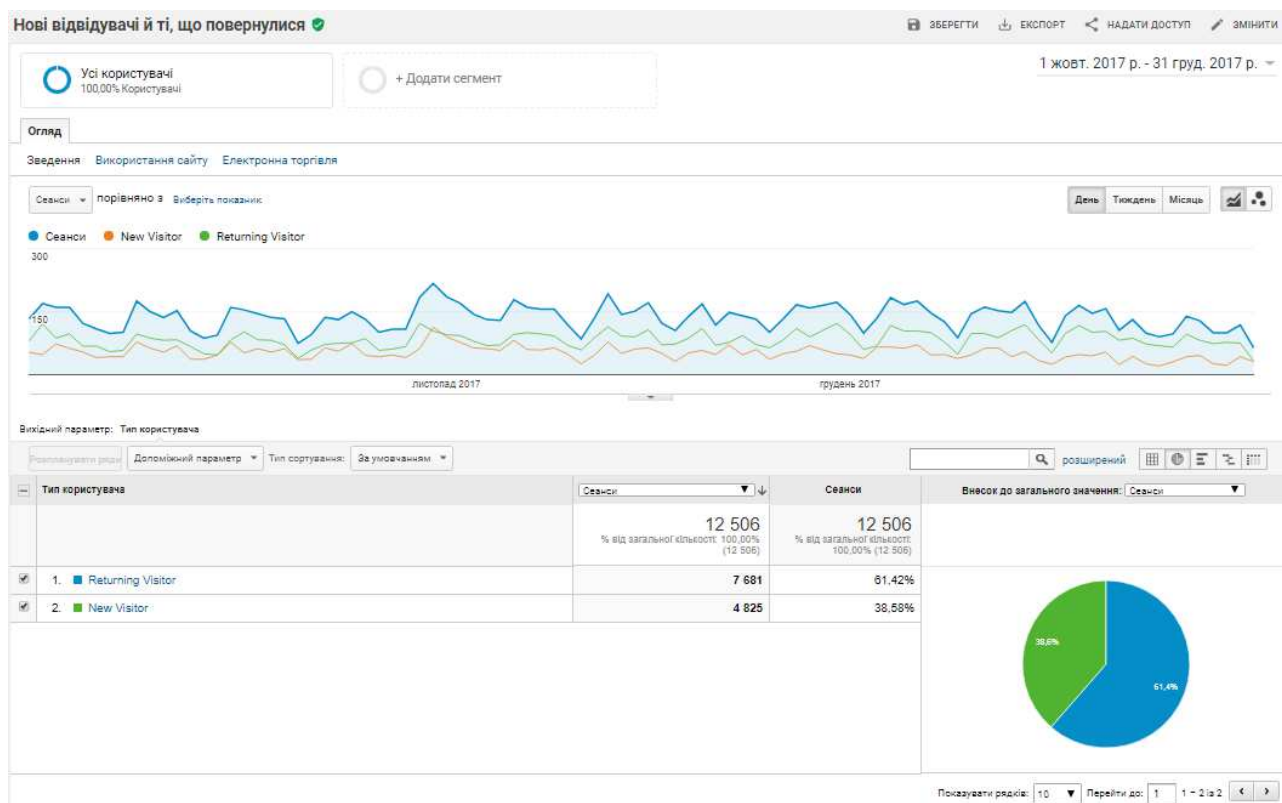 Нові відвідувачі й ті, що повернулися
ЗБЕРЕГТИ ЕКСПОРТ НАДАТИ ДОСТУП ЗМІНИТИ
1 жовт. 2017 р. - 31 груд. 2017 р.
Усі користувачі
100,00% Користувачі
+ Додати сегмент
Огляд
Зведення Використання сайту Електронна торгівля
Сеанси порівняно з Виберіть показник
День Тиждень Місяць
Сеанси New Visitor Returning Visitor
300
150
листопад 2017 грудень 2017
Вихідний параметр: Тип користувача
Допоміжний параметр Тип сортування: За умовчанням розширений
Тип користувача Сеанси Сеанси Внесок до загального значення: Сеанси
12 506 12 506
% від загальної кількості: 100,00% (12 506) % від загальної кількості: 100,00% (12 506)
1. Returning Visitor 7 681 61,42%
2. New Visitor 4 825 38,58%
38,6%
61,4%
Показувати рядків: 10 Перейти до: 1 1 – 2 із 2